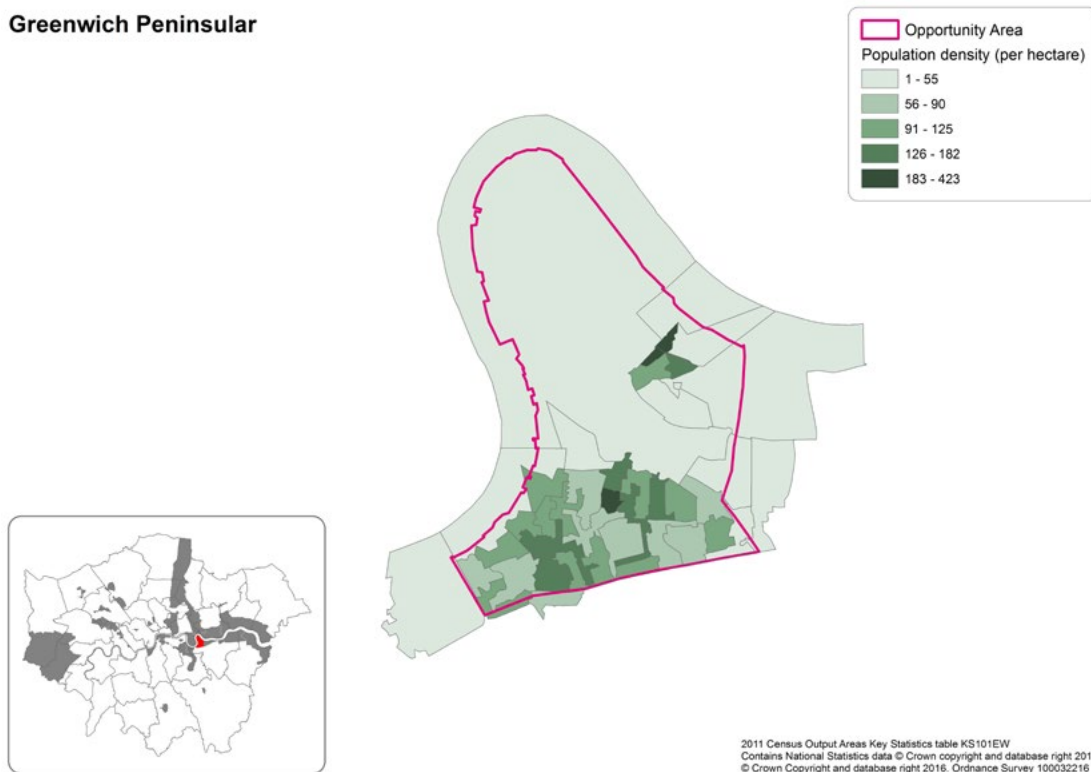 Greenwich Peninsular
Opportunity Area
Population density (per hectare)
1 - 55
56 - 90
91 - 125
126 - 182
183 - 423
2011 Census Output Areas Key Statistics table KS101EW
Contains National Statistics data © Crown copyright and database right 201
© Crown Copyright and database right 2016. Ordnance Survey 100032216